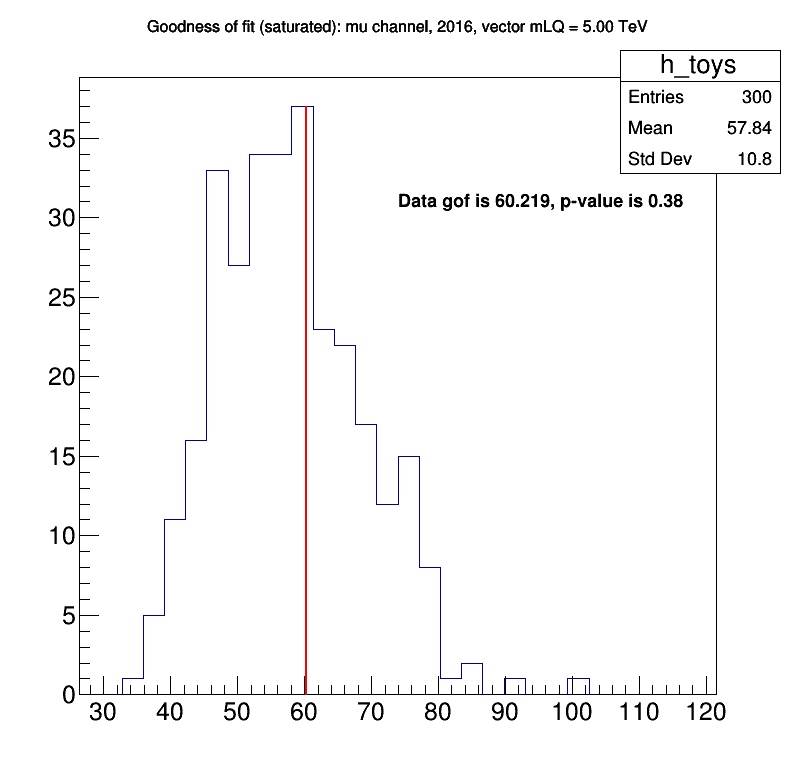 Goodness of fit (saturated): mu channel, 2016, vector mLQ = 5.00 TeV
h_toys
Entries 300
Mean 57.84
Std Dev 10.8
Data gof is 60.219, p-value is 0.38
35
30
25
20
15
10
5
0
30 40 50 60 70 80 90 100 110 120